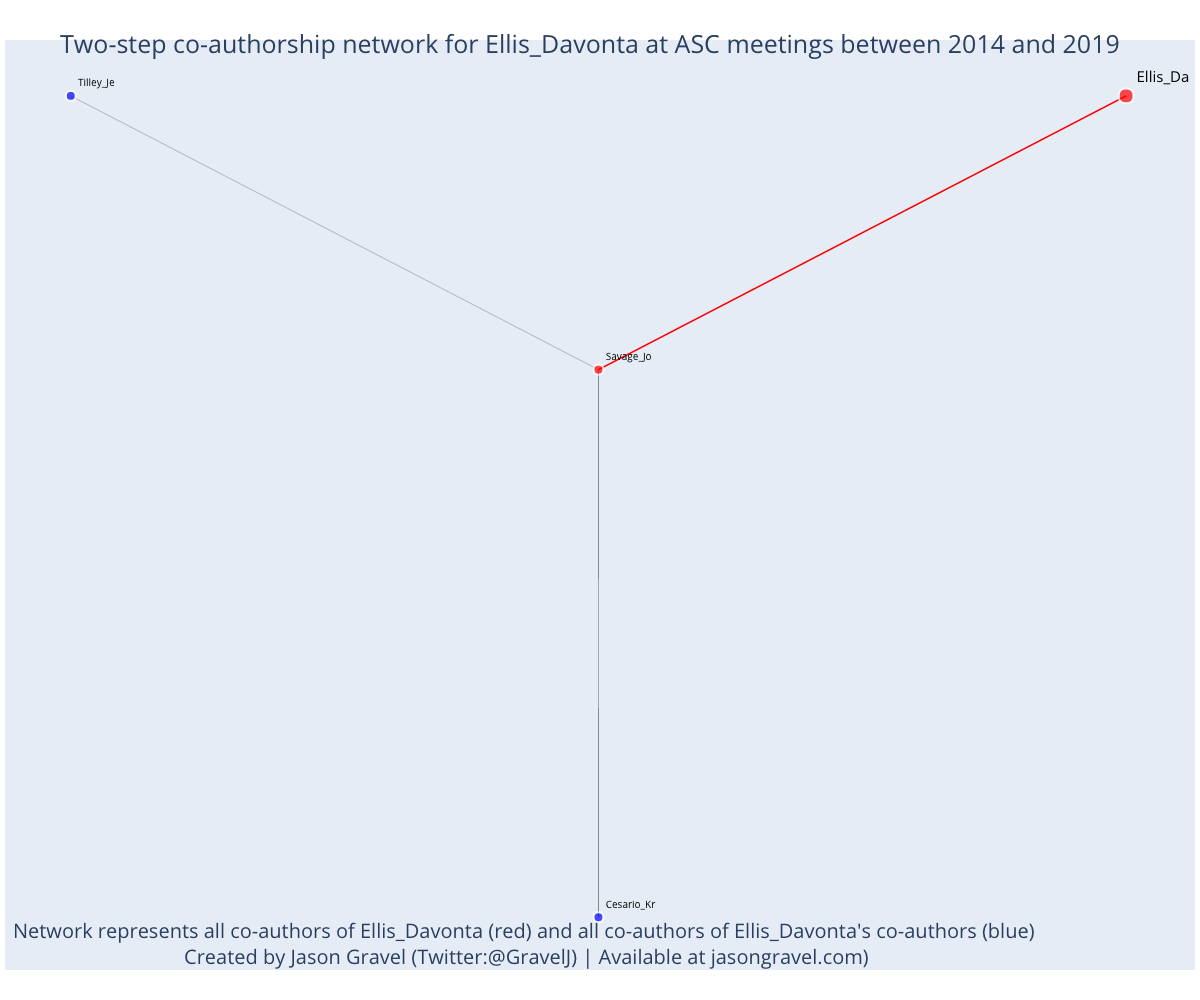 Two-step co-authorship network for Ellis_Davonta at ASC meetings between 2014 and 2019
Tilley_Je
Ellis_Da
Savage_Jo
Cesario_Kr
Network represents all co-authors of Ellis_Davonta (red) and all co-authors of Ellis_Davonta's co-authors (blue)
Created by Jason Gravel (Twitter:@GravelJ) | Available at jasongravel.com)